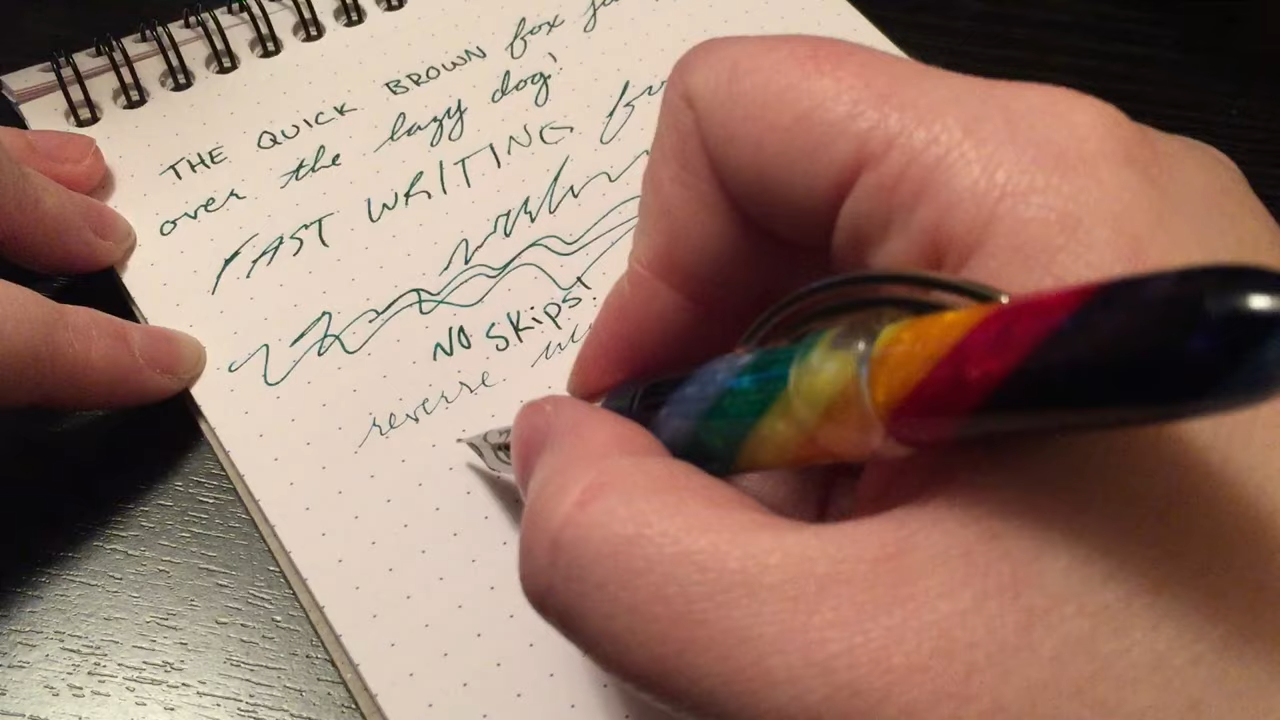 THE QUICK BROWN fox
over the lazy dog!
FAST WRITING
NO SKIPS!
reverse